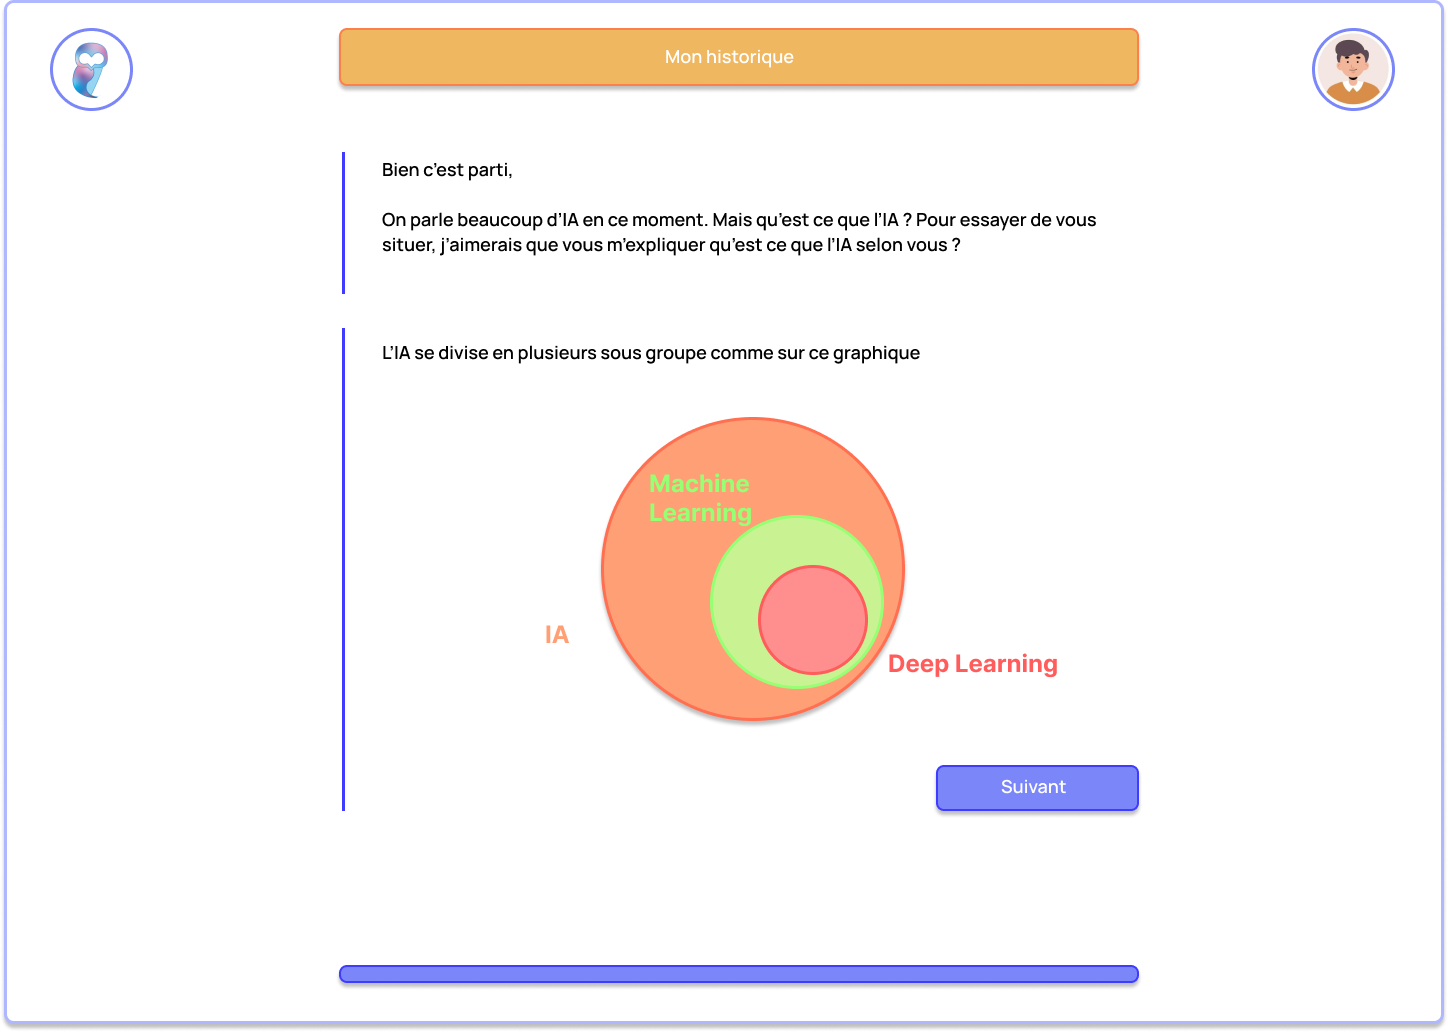 Mon historique
Bien c’est parti,
On parle beaucoup d’IA en ce moment. Mais qu’est ce que l’IA ? Pour essayer de vous
situer, j’aimerais que vous m’expliquer qu’est ce que l’IA selon vous ?
L’IA se divise en plusieurs sous groupe comme sur ce graphique
Machine
Learning
IA
Deep Learning
Suivant